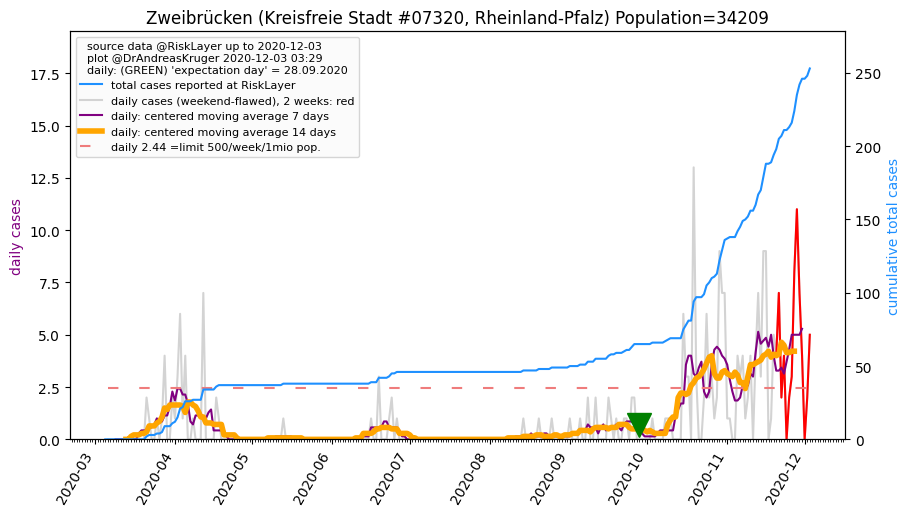 Zweibrücken (Kreisfreie Stadt #07320, Rheinland-Pfalz) Population=34209
source data @RiskLayer up to 2020-12-03
plot @DrAndreasKruger 2020-12-03 03:29
daily: (GREEN) 'expectation day' = 28.09.2020
total cases reported at RiskLayer
daily cases (weekend-flawed), 2 weeks: red
daily: centered moving average 7 days
daily: centered moving average 14 days
daily 2.44 =limit 500/week/1mio pop.
daily cases
17.5
15.0
12.5
10.0
7.5
5.0
2.5
0.0
cumulative total cases
250
200
150
100
50
0
2020-03
2020-04
2020-05
2020-06
2020-07
2020-08
2020-09
2020-10
2020-11
2020-12